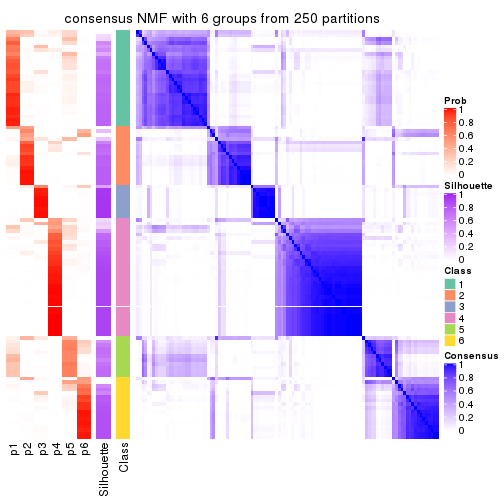 consensus NMF with 6 groups from 250 partitions
Prob
1
0.8
0.6
0.4
0.2
0
Silhouette
1
0.8
0.6
0.4
0.2
0
Class
1
2
3
4
5
6
Consensus
1
0.8
0.6
0.4
0.2
0
p1
p2
p3
p4
p5
p6
Silhouette
Class